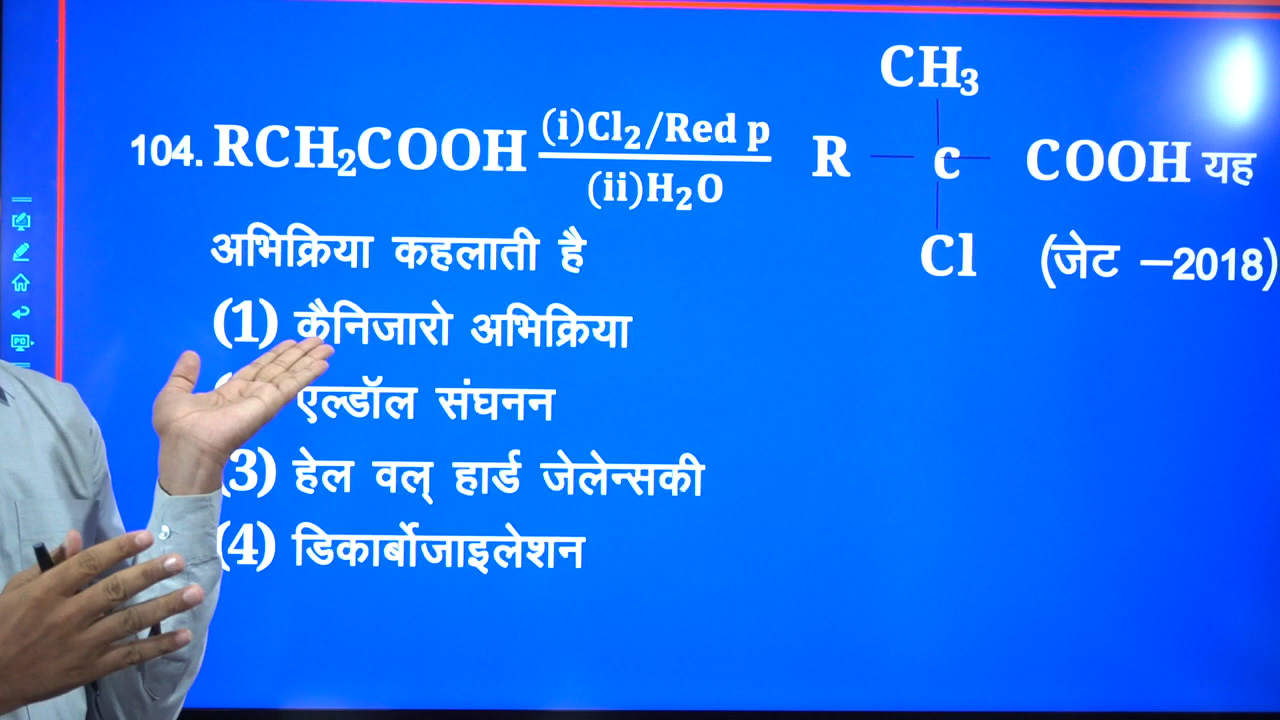 CH₃
104. RCH₂COOH (i)Cl₂/Red p R c COOH यह
(ii)H₂O
अभिक्रिया कहलाती है Cl (जेट –2018)
(1) कैनिजारो अभिक्रिया
एल्डॉल संघनन
(3) हेल वल् हार्ड जेलेन्सकी
(4) डिकार्बोजाइलेशन